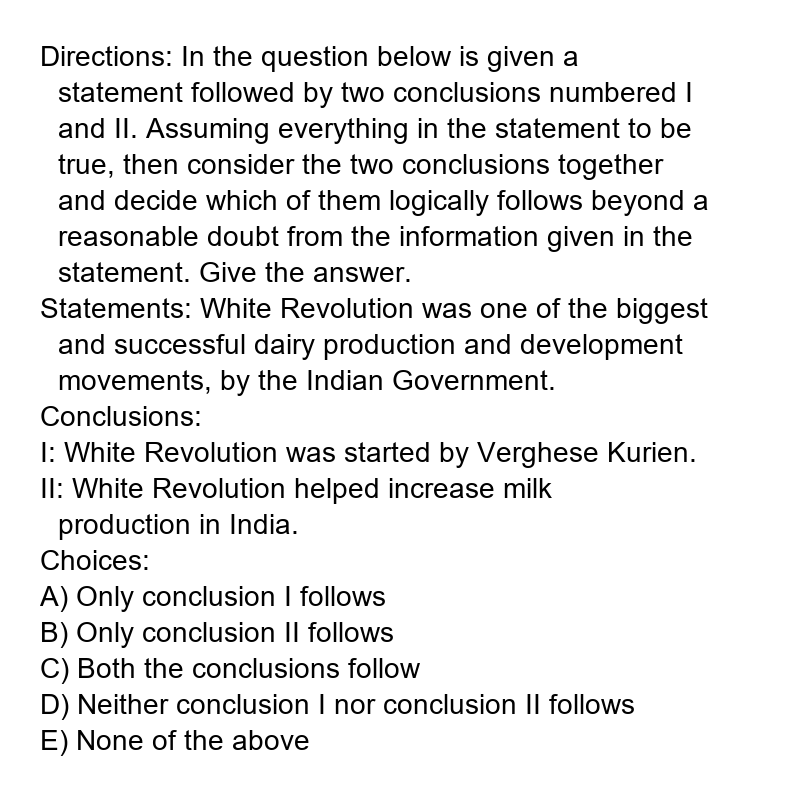 Directions: In the question below is given a
statement followed by two conclusions numbered I
and II. Assuming everything in the statement to be
true, then consider the two conclusions together
and decide which of them logically follows beyond a
reasonable doubt from the information given in the
statement. Give the answer.
Statements: White Revolution was one of the biggest
and successful dairy production and development
movements, by the Indian Government.
Conclusions:
I: White Revolution was started by Verghese Kurien.
II: White Revolution helped increase milk
production in India.
Choices:
A) Only conclusion I follows
B) Only conclusion II follows
C) Both the conclusions follow
D) Neither conclusion I nor conclusion II follows
E) None of the above